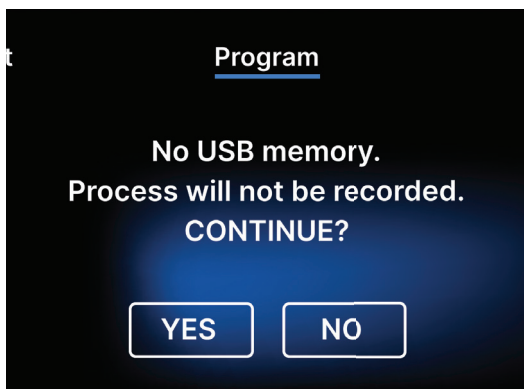 t
Program
No USB memory.
Process will not be recorded.
CONTINUE?
YES
NO